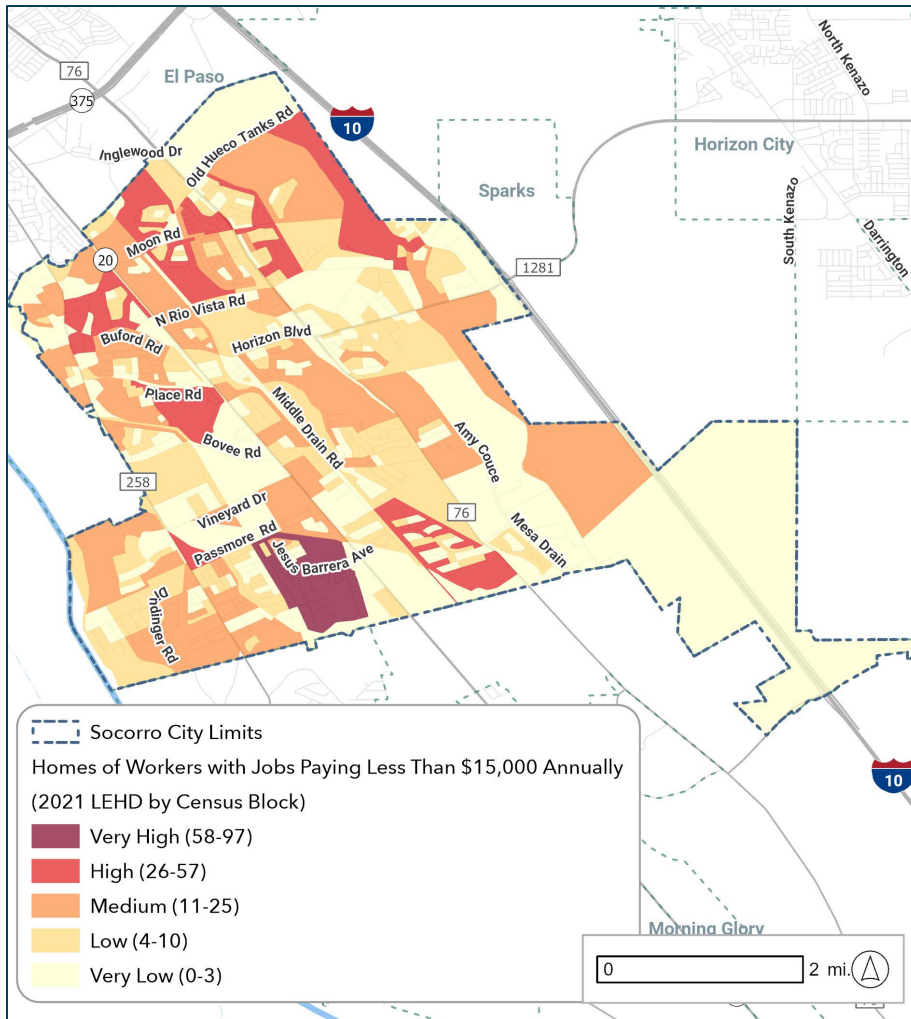 76
El Paso
375
10
North Kenazo
Inglewood Dr
Old Hueco Tanks Rd
Horizon City
Sparks
Moon Rd
South Kenazo
Darrington
20
1281
N Rio Vista Rd
Buford Rd
Horizon Blvd
Place Rd
Middle Drain Rd
Bovee Rd
Amy Couce
258
Vineyard Dr
76
Passmore Rd
Mesa Drain
Jesus Barrera Ave
Dindinger Rd
Socorro City Limits
Homes of Workers with Jobs Paying Less Than $15,000 Annually
(2021 LEHD by Census Block)
Very High (58-97)
High (26-57)
Medium (11-25)
Low (4-10)
Very Low (0-3)
10
Morning Glory
0 2 mi.